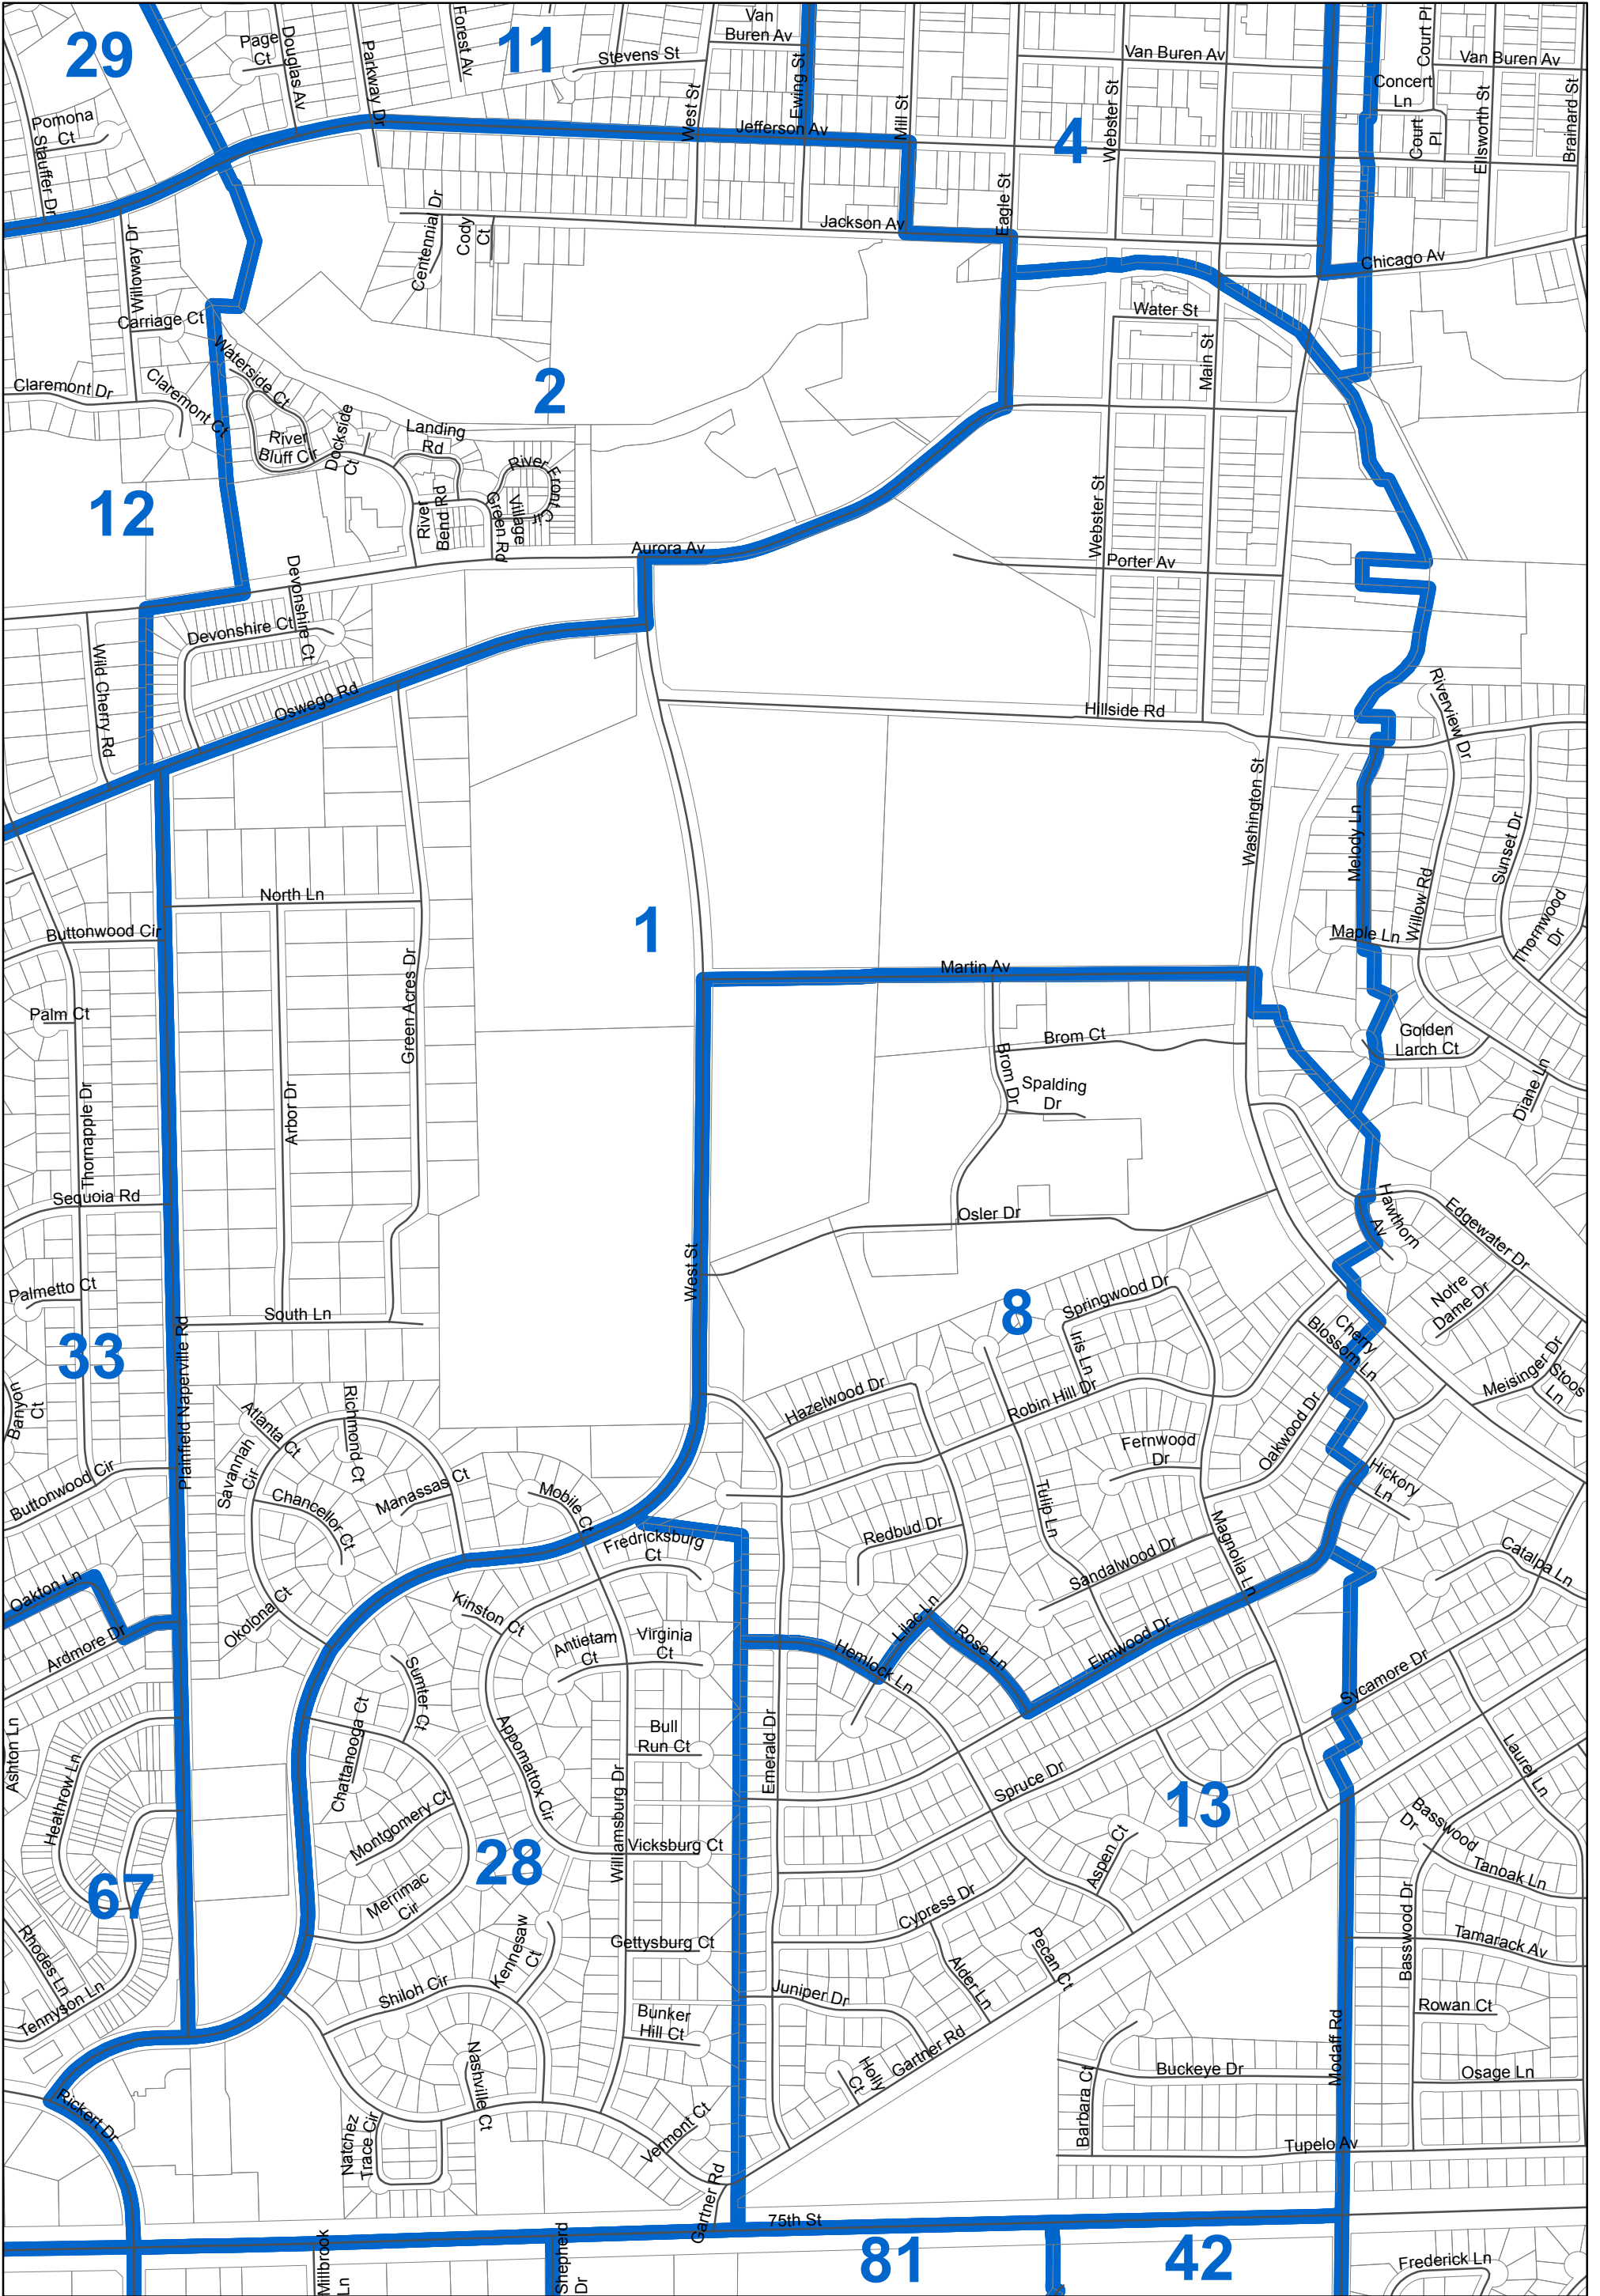 29
11
Page
Ct
Douglas Av
Parkway Dr
Forest Av
Stevens St
Van
Buren Av
Ewing St
West St
Mill St
Jefferson Av
4
Webster St
Van Buren Av
Court Pl
Concert
Ln
Van Buren Av
Court
Pl
Ellsworth St
Brainard St
Pomona
Ct
Stauffer Dr
Willoway Dr
Centennial Dr
Cody
Ct
Jackson Av
Eagle St
Chicago Av
Carriage Ct
Waterside Ct
Water St
Main St
Claremont Dr
Claremont Ct
2
River
Bluff Cir
Dockside
Ct
Landing
Rd
River Front
Cir
River
Bend Rd
Village
Green Rd
12
Aurora Av
Webster St
Porter Av
Devonshire Ct
Devonshire Ct
Wild Cherry Rd
Oswego Rd
Hillside Rd
Riverview Dr
Washington St
Melody Ln
Willow Rd
Sunset Dr
Thornwood
Dr
North Ln
Buttonwood Cir
1
Maple Ln
Martin Av
Green Acres Dr
Palm Ct
Brom Ct
Brom Dr
Golden
Larch Ct
Spalding
Dr
Diane Ln
Thornapple Dr
Arbor Dr
Sequoia Rd
Osler Dr
Hawthorn
Av
Edgewater Dr
West St
Palmetto Ct
South Ln
8
Springwood Dr
Notre
Dame Dr
33
Plainfield Naperville Rd
Iris Ln
Cherry
Blossom Ln
Meisinger Dr
Stoos
Ln
Banyon
Ct
Atlanta Ct
Richmond Ct
Hazelwood Dr
Robin Hill Dr
Savannah
Cir
Fernwood
Dr
Oakwood Dr
Buttonwood Cir
Chancellor Ct
Manassas Ct
Mobile Ct
Tulip Ln
Hickory
Ln
Redbud Dr
Magnolia Ln
Fredricksburg
Ct
Sandalwood Dr
Catalpa Ln
Oakton Ln
Okolona Ct
Kinston Ct
Lilac Ln
Rose Ln
Ardmore Dr
Antietam
Ct
Virginia
Ct
Hemlock Ln
Elmwood Dr
Sumter Ct
Sycamore Dr
Ashton Ln
Chattanooga Ct
Appomattox Cir
Bull
Run Ct
Emerald Dr
Laurel Ln
Heathrow Ln
Spruce Dr
13
Montgomery Ct
Williamsburg Dr
Basswood
Dr
28
Vicksburg Ct
Aspen Ct
Tanoak Ln
67
Merrimac
Cir
Cypress Dr
Kennesaw
Ct
Gettysburg Ct
Pecan Ct
Basswood Dr
Tamarack Av
Rhodes Ln
Tennyson Ln
Shiloh Cir
Juniper Dr
Alder Ln
Rowan Ct
Bunker
Hill Ct
Gartner Rd
Holly
Ct
Modaff Rd
Buckeye Dr
Osage Ln
Nashville Ct
Rickert Dr
Natchez
Trace Cir
Vermont Ct
Barbara Ct
Tupelo Av
Gartner Rd
75th St
Millbrook
Ln
Shepherd
Dr
81
42
Frederick Ln